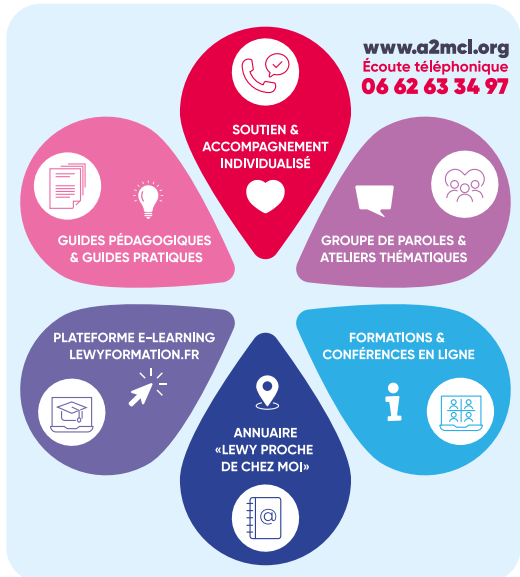 www.a2mcl.org
Écoute téléphonique
06 62 63 34 97
SOUTIEN &
ACCOMPAGNEMENT
INDIVIDUALISÉ
GUIDES PÉDAGOGIQUES
& GUIDES PRATIQUES
GROUPE DE PAROLES &
ATELIERS THÉMATIQUES
PLATEFORME E-LEARNING
LEWYFORMATION.FR
FORMATIONS &
CONFÉRENCES EN LIGNE
ANNUAIRE
«LEWY PROCHE
DE CHEZ MOI»
@